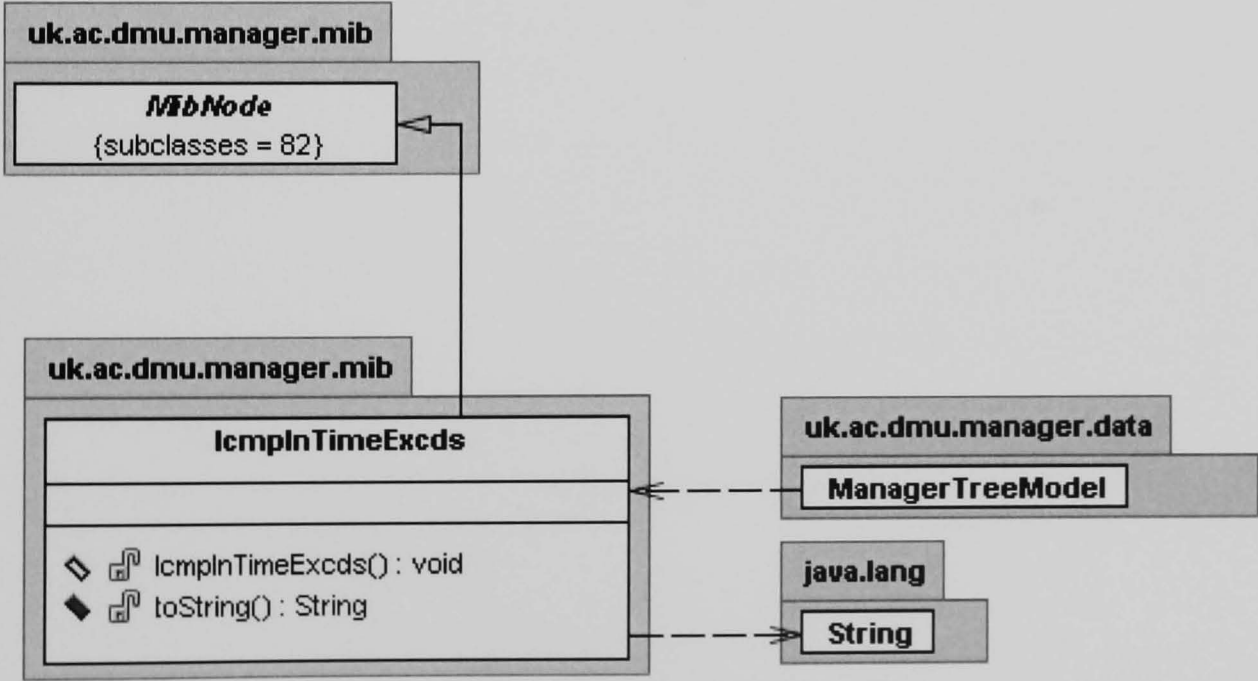 uk.ac.dmu.manager.mib
MibNode
{subclasses = 82}
uk.ac.dmu.manager.mib
IcmpInTimeExcds
IcmpInTimeExcds() : void
toString() : String
uk.ac.dmu.manager.data
ManagerTreeModel
java.lang
String